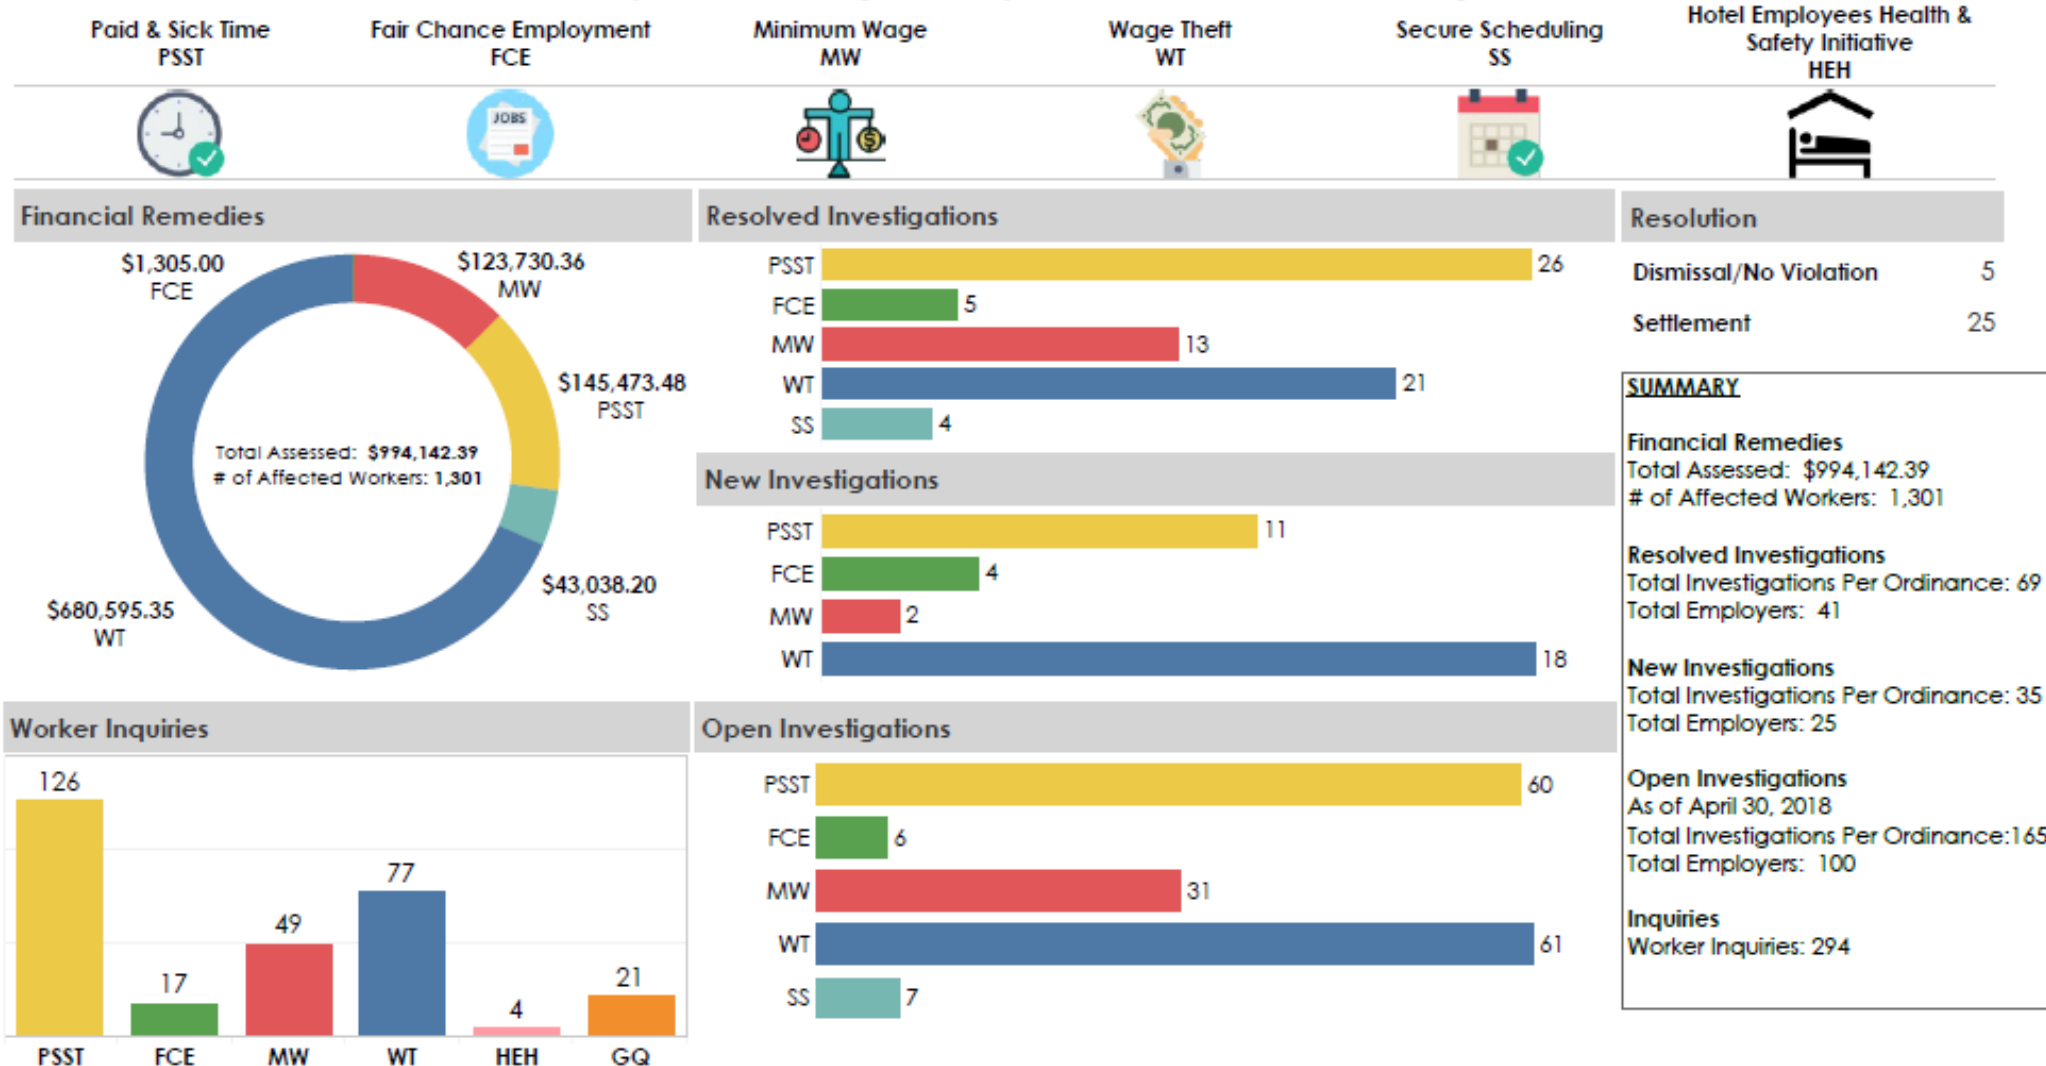 Paid & Sick Time
PSST
Fair Chance Employment
FCE
Minimum Wage
MW
Wage Theft
WT
Secure Scheduling
SS
Hotel Employees Health &
Safety Initiative
HEH
JOBS
$
Financial Remedies
$1,305.00
FCE
$123,730.36
MW
$145,473.48
PSST
Total Assessed: $994,142.39
# of Affected Workers: 1,301
$43,038.20
SS
$680,595.35
WT
Resolved Investigations
PSST 26
FCE 5
MW 13
WT 21
SS 4
New Investigations
PSST 11
FCE 4
MW 2
WT 18
Resolution
Dismissal/No Violation 5
Settlement 25
SUMMARY
Financial Remedies
Total Assessed: $994,142.39
# of Affected Workers: 1,301
Resolved Investigations
Total Investigations Per Ordinance: 69
Total Employers: 41
New Investigations
Total Investigations Per Ordinance: 35
Total Employers: 25
Open Investigations
As of April 30, 2018
Total Investigations Per Ordinance:165
Total Employers: 100
Inquiries
Worker Inquiries: 294
Worker Inquiries
126
17
49
77
4
21
PSST FCE MW WT HEH GQ
Open Investigations
PSST 60
FCE 6
MW 31
WT 61
SS 7